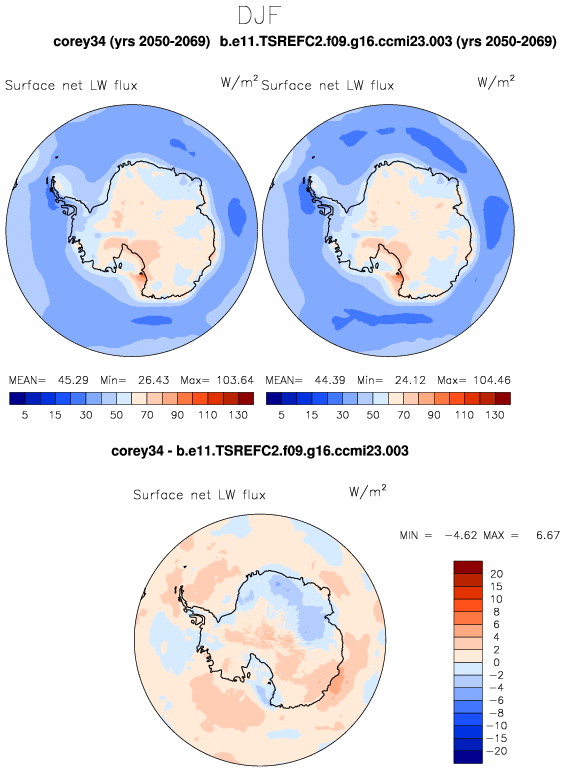 DJF
corey34 (yrs 2050-2069) b.e11.TSREFC2.f09.g16.ccmi23.003 (yrs 2050-2069)
Surface net LW flux W/m² Surface net LW flux W/m²
MEAN= 45.29 Min= 26.43 Max= 103.64 MEAN= 44.39 Min= 24.12 Max= 104.46
5 15 30 50 70 90 110 130 5 15 30 50 70 90 110 130
corey34 - b.e11.TSREFC2.f09.g16.ccmi23.003
Surface net LW flux W/m²
MIN = -4.62 MAX = 6.67
20
15
10
8
6
4
2
0
-2
-4
-6
-8
-10
-15
-20